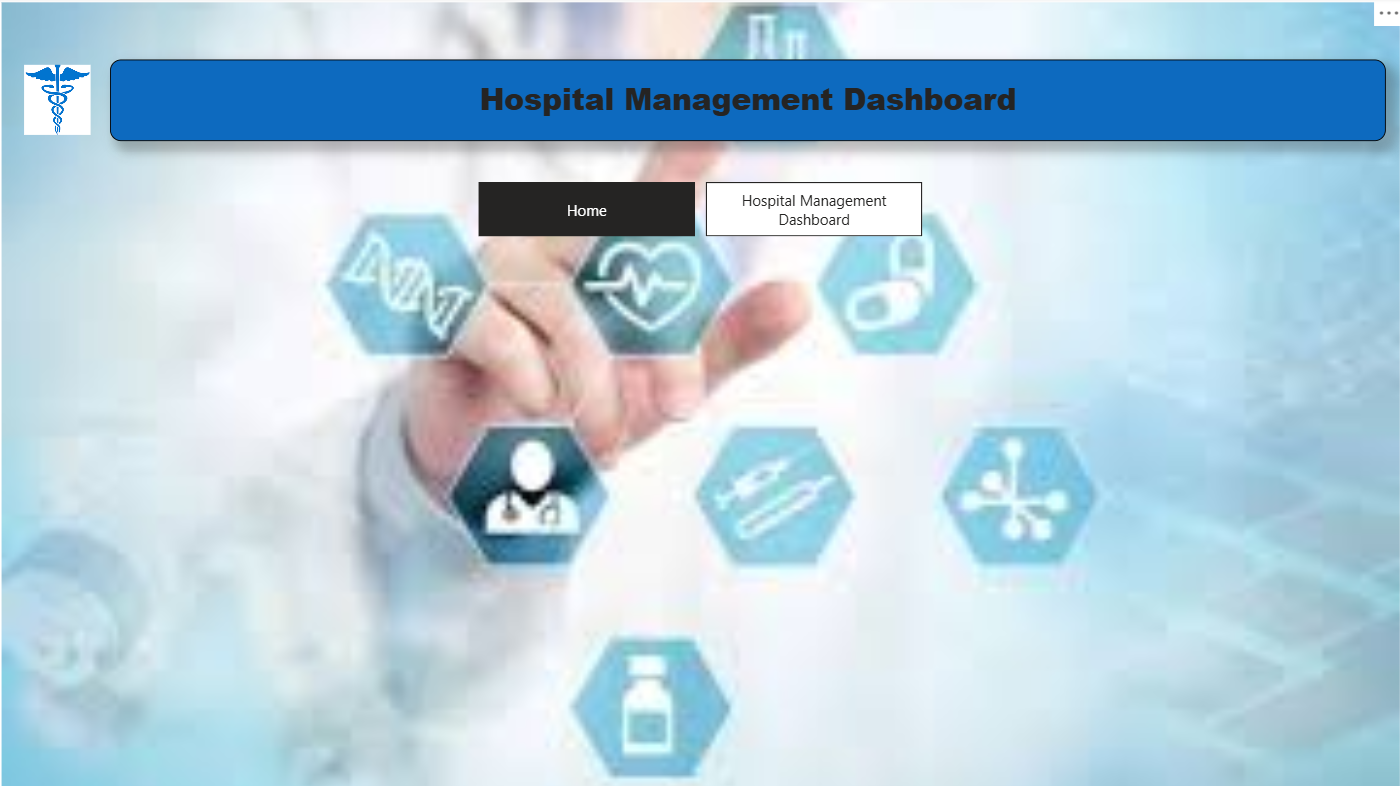 Hospital Management Dashboard
Home
Hospital Management
Dashboard